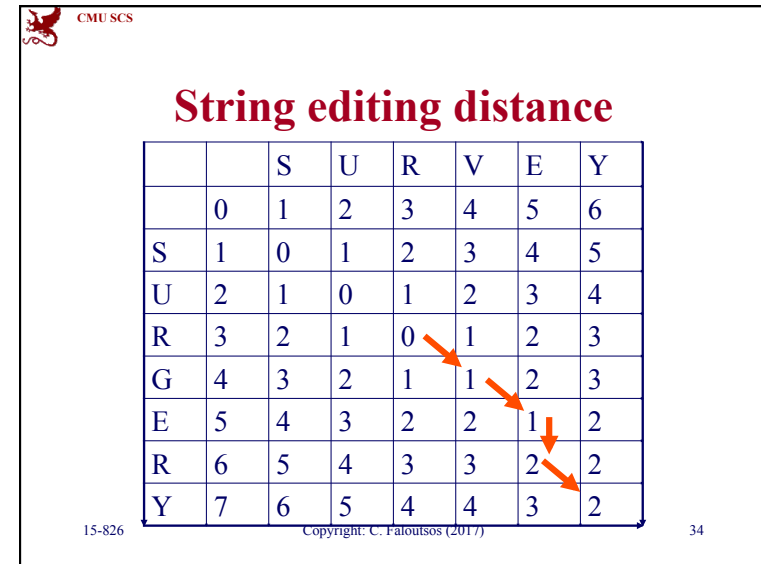 CMU SCS
String editing distance
S U R V E Y
0 1 2 3 4 5 6
S 1 0 1 2 3 4 5
U 2 1 0 1 2 3 4
R 3 2 1 0 1 2 3
G 4 3 2 1 1 2 3
E 5 4 3 2 2 1 2
R 6 5 4 3 3 2 2
Y 7 6 5 4 4 3 2
15-826 Copyright: C. Faloutsos (2017) 34